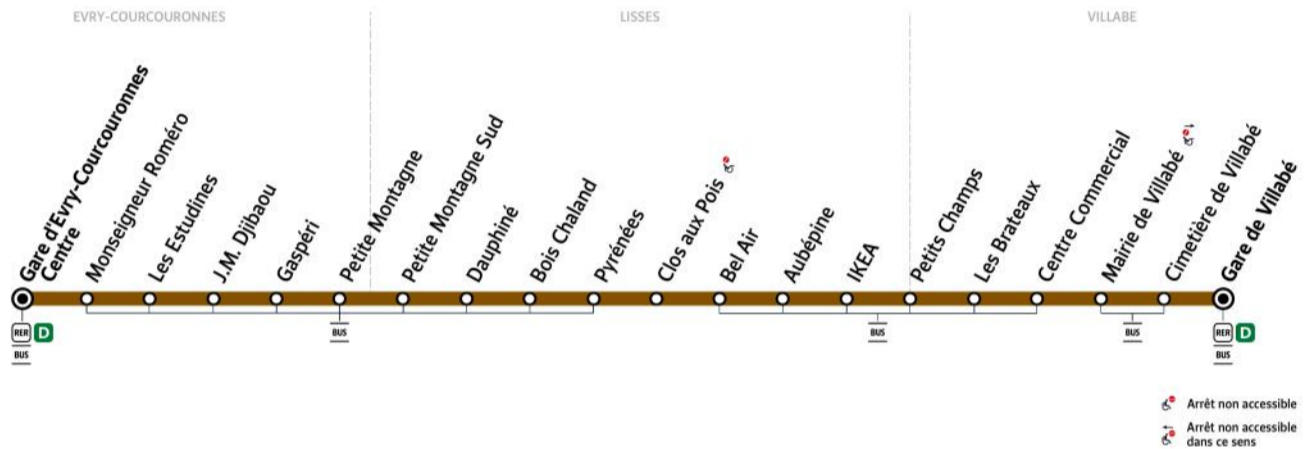 EVRY-COURCOURONNES
LISSES
VILLABE
Gare d'Evry-Courcouronnes
Centre
Monseigneur Roméro
Les Estudines
J.M. Djibaou
Gaspéri
Petite Montagne
Petite Montagne Sud
Dauphiné
Bois Chaland
Pyrénées
Clos aux Pois
Bel Air
Aubépine
IKEA
Petits Champs
Les Brateaux
Centre Commercial
Mairie de Villabé
Cimetière de Villabé
Gare de Villabé
RER D
BUS
BUS
BUS
BUS
RER D
BUS
Arrêt non accessible
Arrêt non accessible
dans ce sens